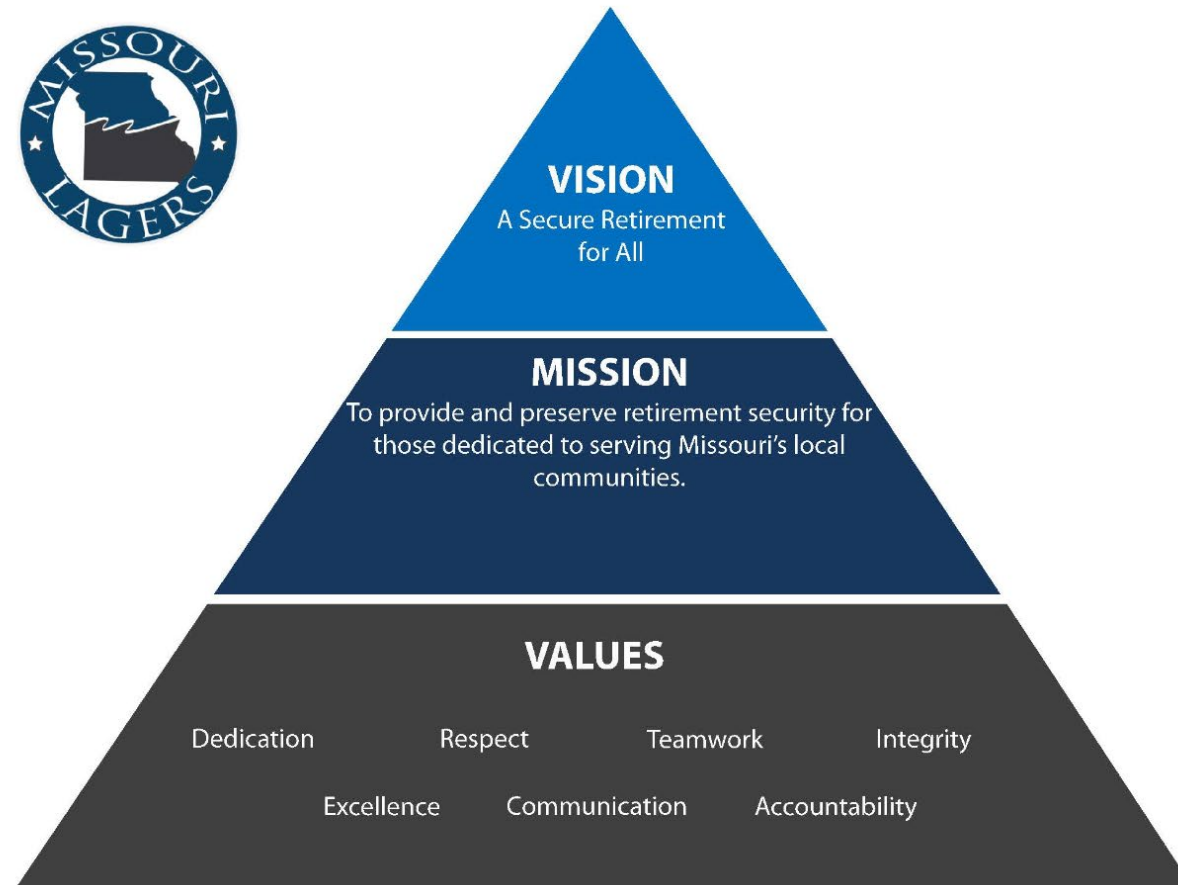 MISSOURI
LAGERS
VISION
A Secure Retirement
for All
MISSION
To provide and preserve retirement security for
those dedicated to serving Missouri’s local
communities.
VALUES
Dedication Respect Teamwork Integrity
Excellence Communication Accountability